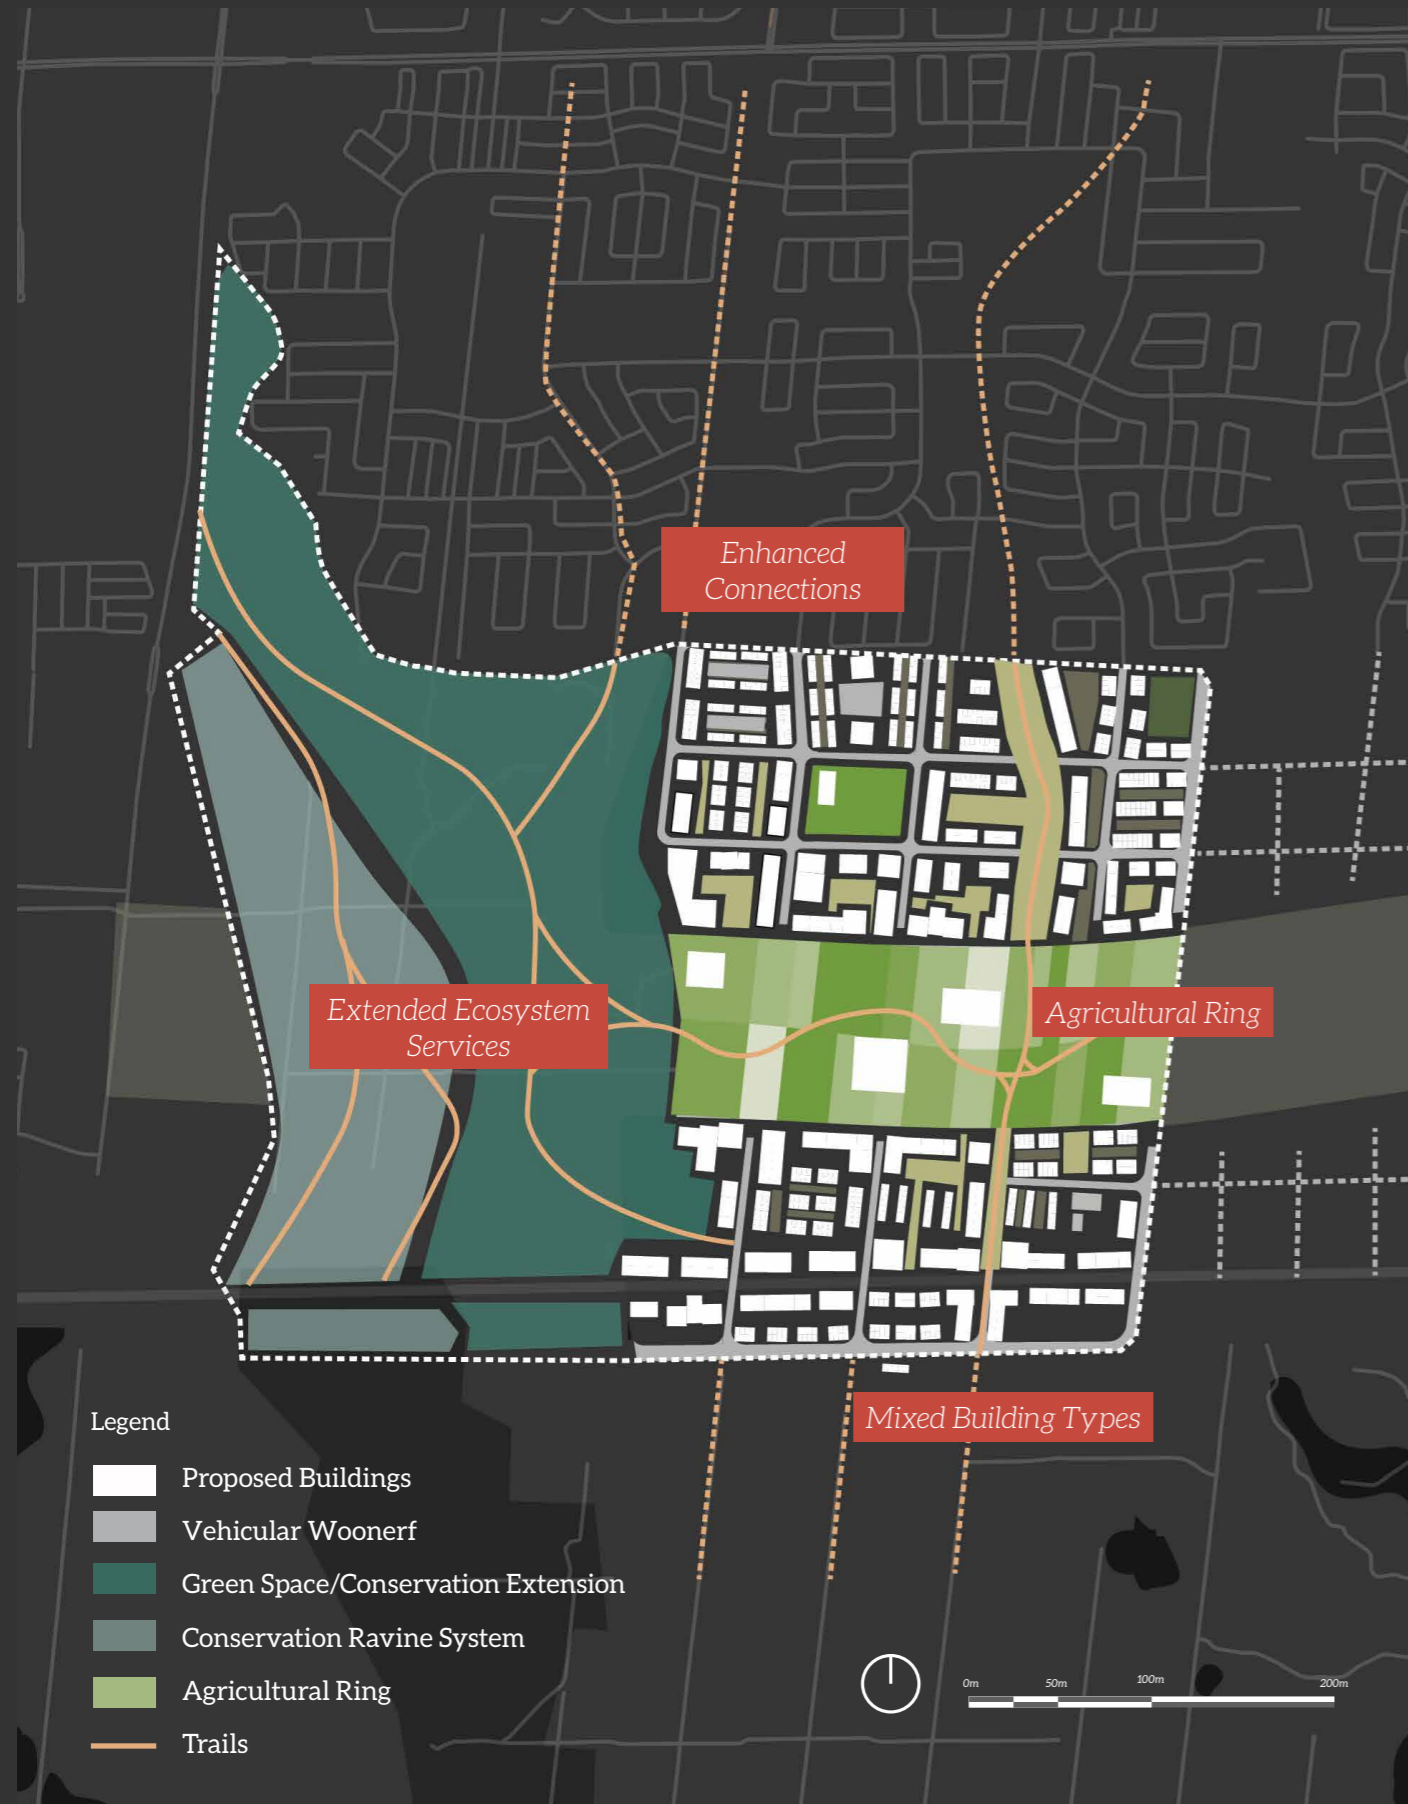 Enhanced
Connections
Extended Ecosystem
Services
Agricultural Ring
Mixed Building Types
Legend
Proposed Buildings
Vehicular Woonerf
Green Space/Conservation Extension
Conservation Ravine System
Agricultural Ring
Trails
0m 50m 100m 200m